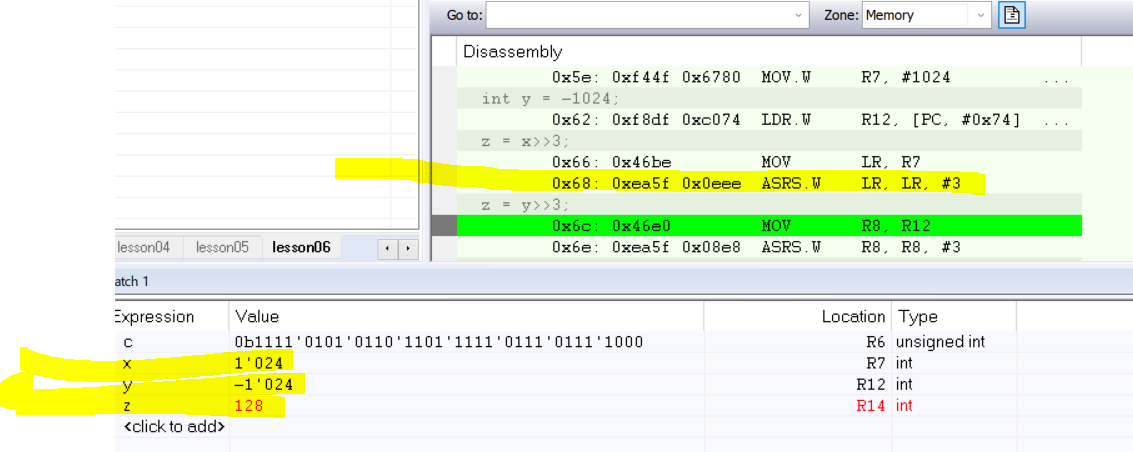 Go to: Zone: Memory
Disassembly
0x5e: 0xf44f 0x6780 MOV.W R7, #1024 ...
int y = -1024;
0x62: 0xf8df 0xc074 LDR.W R12, [PC, #0x74] ...
z = x>>3;
0x66: 0x46be MOV LR, R7
0x68: 0xea5f 0x0eee ASRS.W LR, LR, #3
z = y>>3;
0x6c: 0x46e0 MOV R8, R12
0x6e: 0xea5f 0x08e8 ASRS.W R8, R8, #3
lesson04 lesson05 lesson06
atch 1
Expression Value Location Type
c 0b1111'0101'0110'1101'1111'0111'0111'1000 R6 unsigned int
x 1'024 R7 int
y -1'024 R12 int
z 128 R14 int
<click to add>